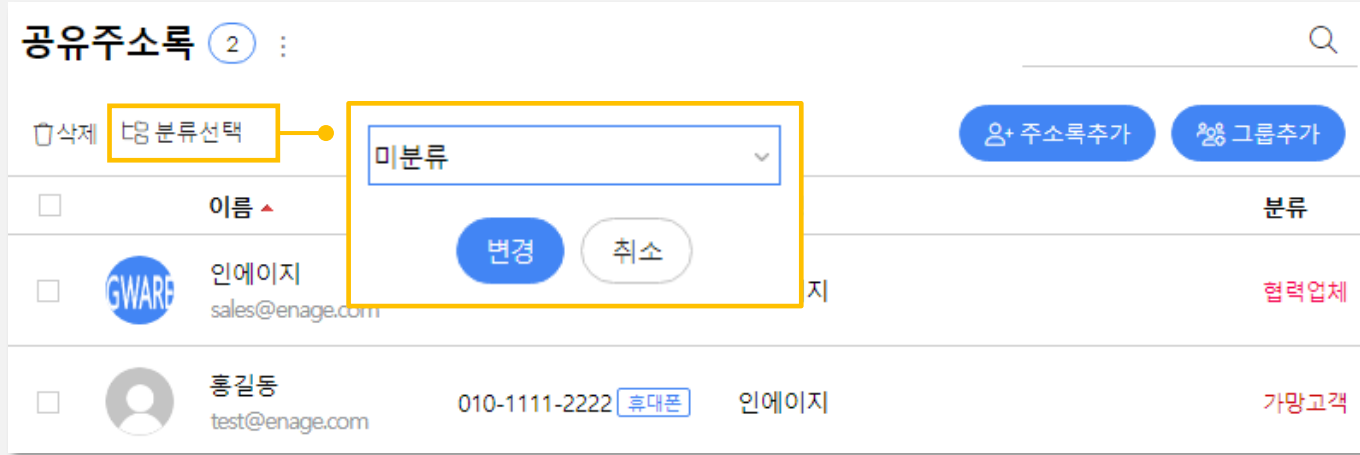 공유주소록 2
삭제 분류선택
미분류
변경 취소
주소록추가 그룹추가
이름 분류
GWARE
인에이지 지 협력업체
sales@enage.com
홍길동
010-1111-2222 휴대폰 인에이지 가망고객
test@enage.com